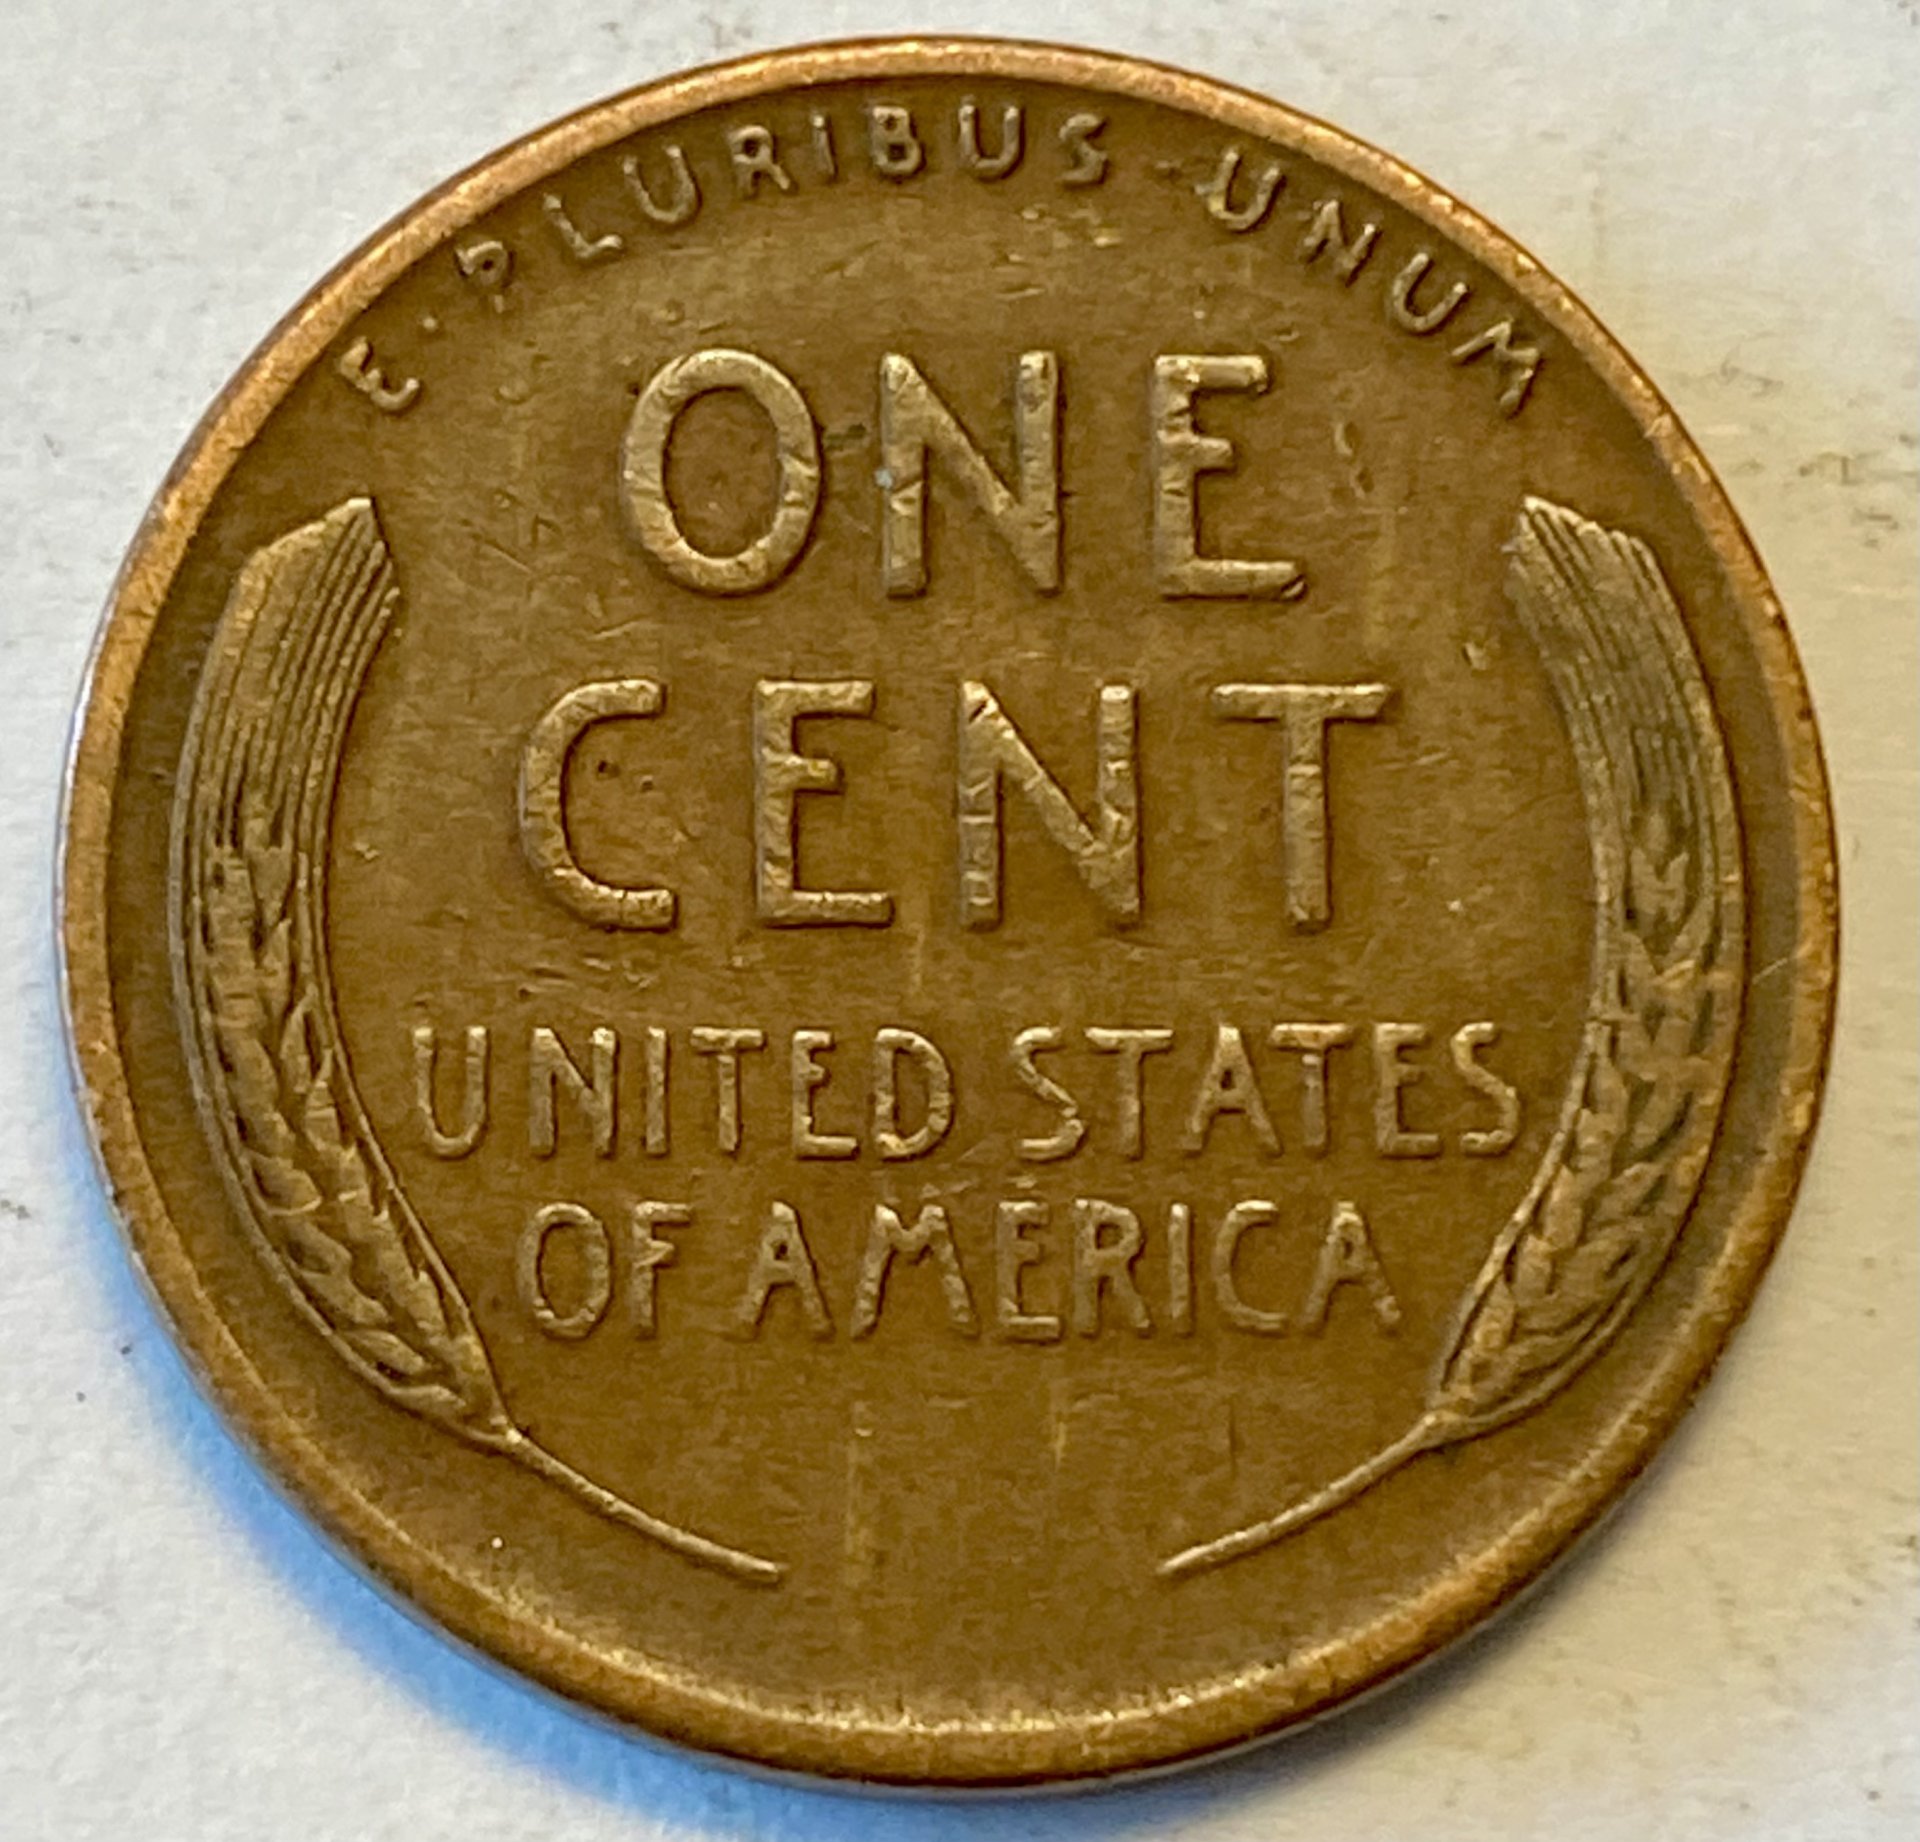 E·PLURIBUS·UNUM
ONE
CENT
UNITED STATES
OF AMERICA